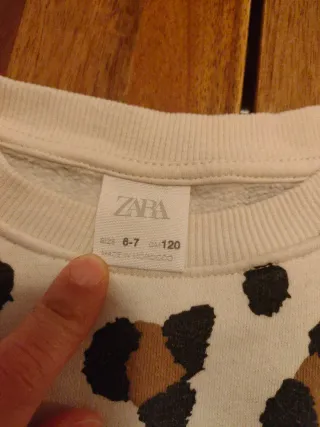 ZARA
SIZE 6-7 CM 120
MADE IN MOROCCO